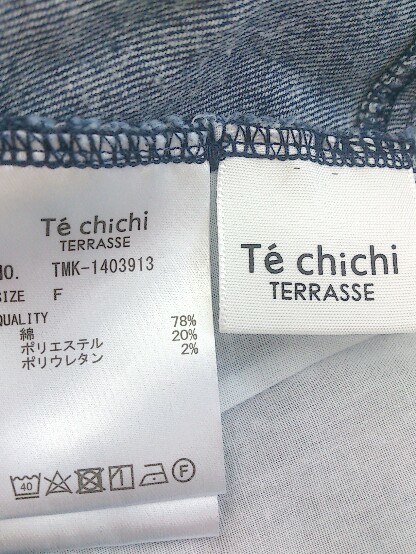 Té chichi
TERRASSE
NO. TMK-1403913
SIZE F
QUALITY
綿 78%
ポリエステル 20%
ポリウレタン 2%
40
F
Té chichi
TERRASSE